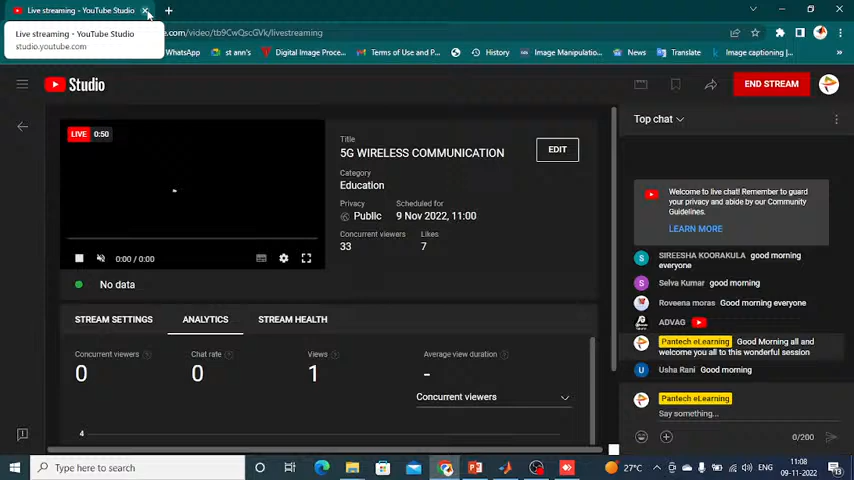 Live streaming - YouTube Studio
Live streaming - YouTube Studio
studio.youtube.com
e.com/video/tb9CwQscGVk/livestreaming
WhatsApp
st ann's
Digital Image Proce...
Terms of Use and P...
History
Image Manipulatio...
News
Translate
Image captioning |...
Studio
END STREAM
LIVE 0:50
0:00 / 0:00
No data
Title
5G WIRELESS COMMUNICATION
EDIT
Category
Education
Privacy
Scheduled for
Public
9 Nov 2022, 11:00
Concurrent viewers
Likes
33
7
STREAM SETTINGS
ANALYTICS
STREAM HEALTH
Concurrent viewers
Chat rate
Views
Average view duration
0
0
1
-
Concurrent viewers
4
Top chat
Welcome to live chat! Remember to guard
your privacy and abide by our Community
Guidelines.
LEARN MORE
SIREESHA KOORAKULA good morning
everyone
Selva Kumar good morning
Roveena moras Good morning everyone
ADVAG
Pantech eLearning Good Morning all and
welcome you all to this wonderful session
Usha Rani Good morning
Pantech eLearning
Say something...
0/200
Type here to search
27°C
ENG
11:08
09-11-2022